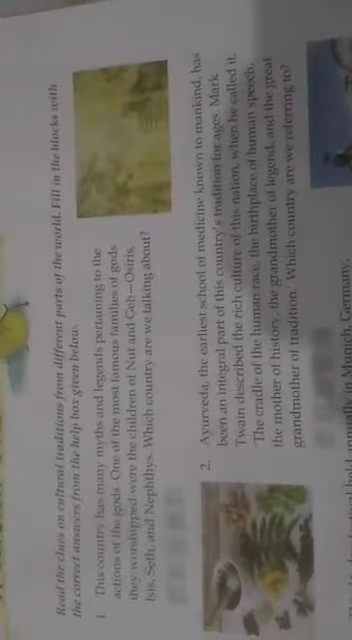 Read the clues on cultural traditions from different parts of the world. Fill in the blocks with
the correct answers from the help box given below.
1. This country has many myths and legends pertaining to the
actions of the gods. One of the most famous families of gods
they worshipped were the children of Nut and Geb—Osiris,
Isis, Seth, and Nephthys. Which country are we talking about?
2. Ayurveda, the earliest school of medicine known to mankind, has
been an integral part of this country's tradition for ages. Mark
Twain described the rich culture of this nation, when he called it,
'The cradle of the human race, the birthplace of human speech,
the mother of history, the grandmother of legend, and the great
grandmother of tradition.' Which country are we referring to?
annually in Munich, Germany.